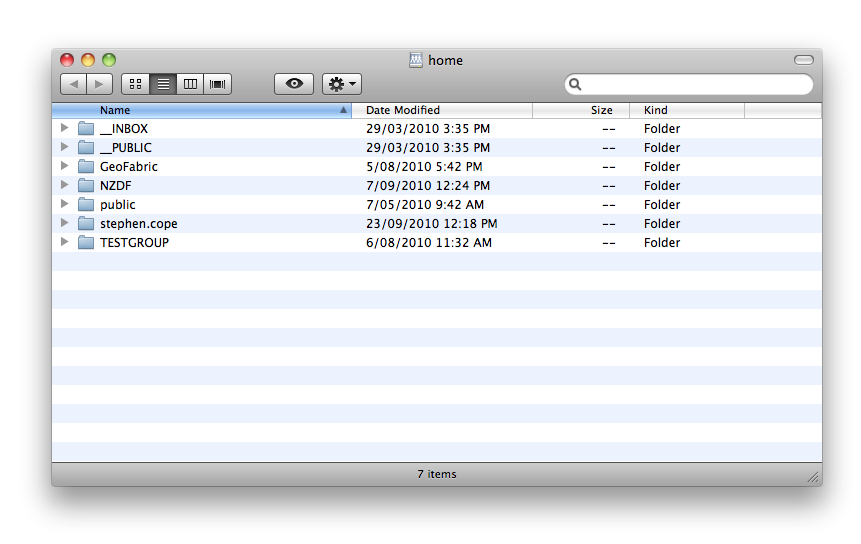 home
Name Date Modified Size Kind
__INBOX 29/03/2010 3:35 PM -- Folder
__PUBLIC 29/03/2010 3:35 PM -- Folder
GeoFabric 5/08/2010 5:42 PM -- Folder
NZDF 7/09/2010 12:24 PM -- Folder
public 7/05/2010 9:42 AM -- Folder
stephen.cope 23/09/2010 12:18 PM -- Folder
TESTGROUP 6/08/2010 11:32 AM -- Folder
7 items